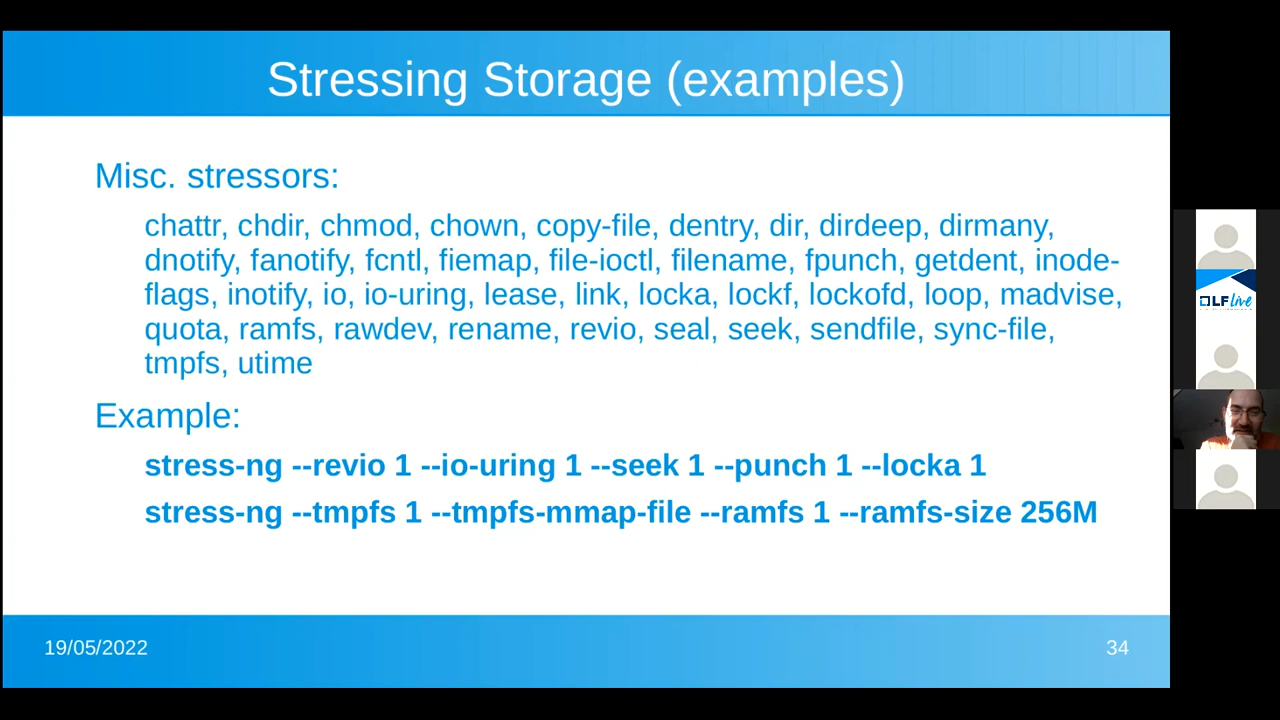 Stressing Storage (examples)
Misc. stressors:
chattr, chdir, chmod, chown, copy-file, dentry, dir, dirdeep, dirmany,
dnotify, fanotify, fcntl, fiemap, file-ioctl, filename, fpunch, getdent, inode-
flags, inotify, io, io-uring, lease, link, locka, lockf, lockofd, loop, madvise,
quota, ramfs, rawdev, rename, revio, seal, seek, sendfile, sync-file,
tmpfs, utime
Example:
stress-ng --revio 1 --io-uring 1 --seek 1 --punch 1 --locka 1
stress-ng --tmpfs 1 --tmpfs-mmap-file --ramfs 1 --ramfs-size 256M
19/05/2022
34
LF Live